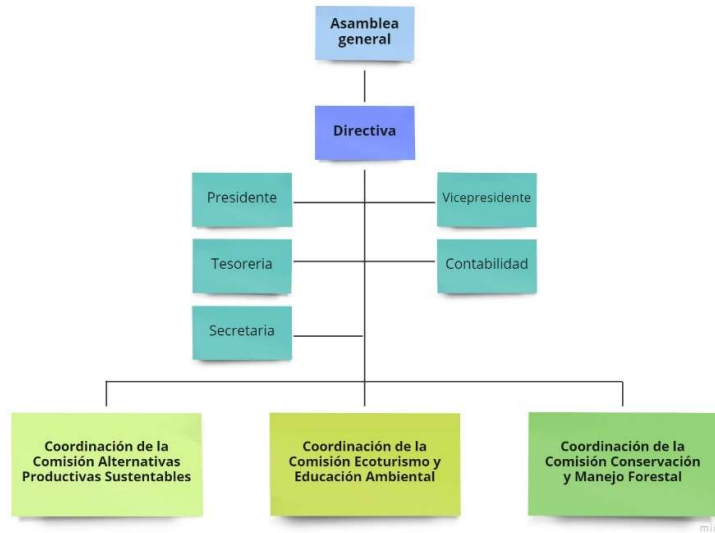 Asamblea
general
Directiva
Presidente
Vicepresidente
Tesoreria
Contabilidad
Secretaria
Coordinación de la
Comisión Alternativas
Productivas Sustentables
Coordinación de la
Comisión Ecoturismo y
Educación Ambiental
Coordinación de la
Comisión Conservación
y Manejo Forestal